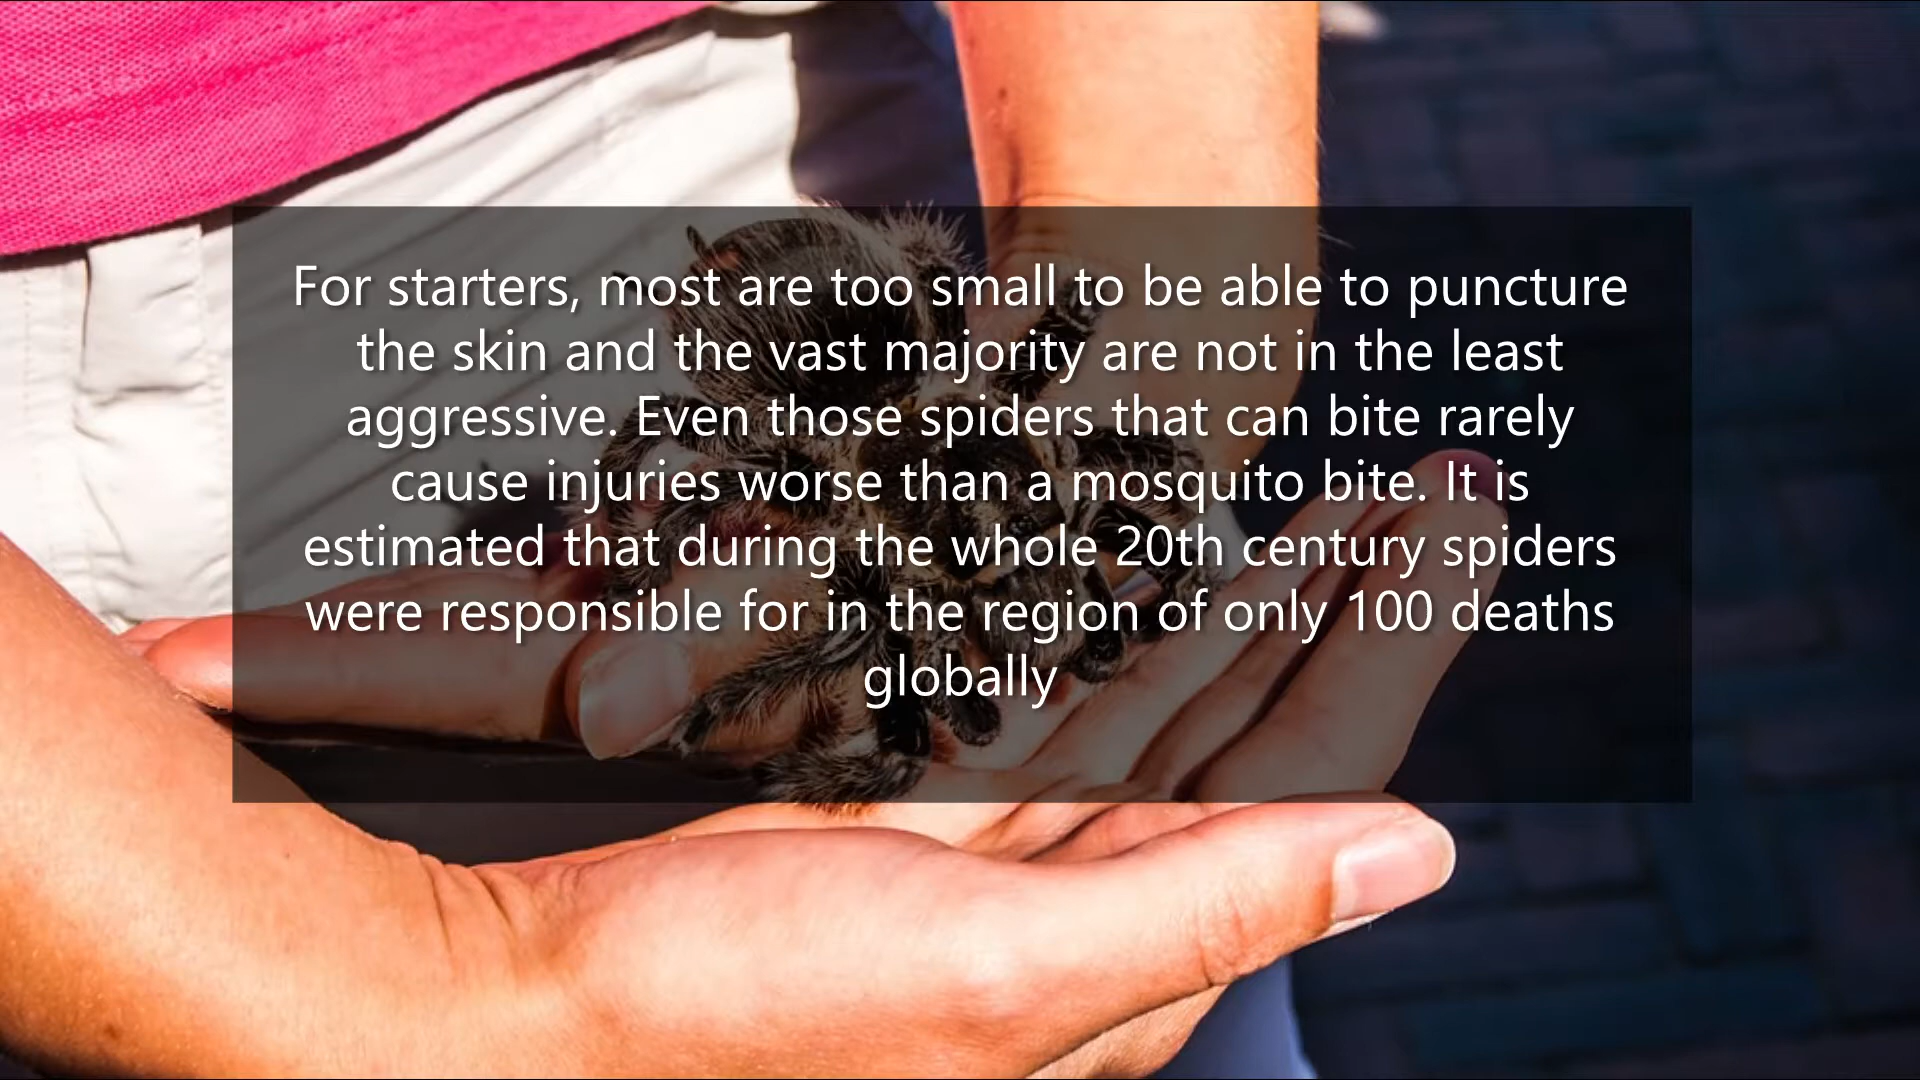 For starters, most are too small to be able to puncture
the skin and the vast majority are not in the least
aggressive. Even those spiders that can bite rarely
cause injuries worse than a mosquito bite. It is
estimated that during the whole 20th century spiders
were responsible for in the region of only 100 deaths
globally